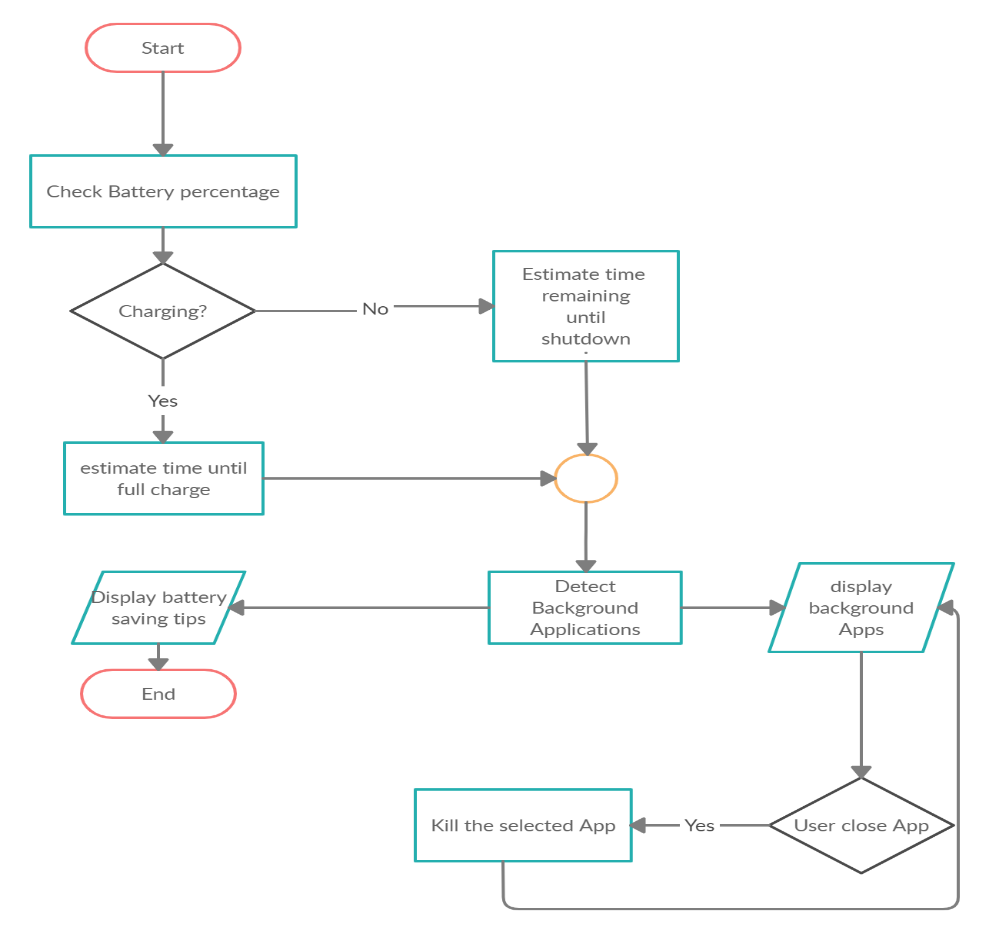 Start
Check Battery percentage
Charging?
No
Estimate time
remaining
until
shutdown
.
Yes
estimate time until
full charge
Display battery
saving tips
Detect
Background
Applications
display
background
Apps
End
Kill the selected App
Yes
User close App